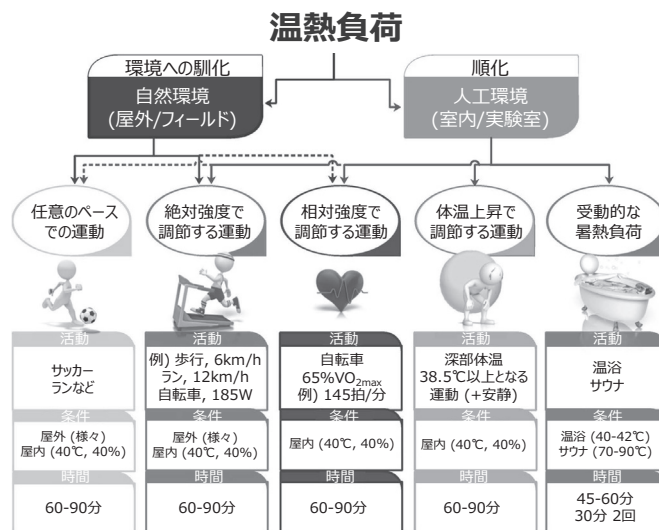 温熱負荷
環境への馴化
自然環境
(屋外/フィールド)
順化
人工環境
(室内/実験室)
任意のペース
での運動
絶対強度で
調節する運動
相対強度で
調節する運動
体温上昇で
調節する運動
受動的な
暑熱負荷
活動
サッカー
ランなど
条件
屋外 (様々)
屋内 (40℃, 40%)
時間
60-90分
活動
例) 歩行, 6km/h
ラン, 12km/h
自転車, 185W
条件
屋外 (様々)
屋内 (40℃, 40%)
時間
60-90分
活動
自転車
65%VO2max
例) 145拍/分
条件
屋内 (40℃, 40%)
時間
60-90分
活動
深部体温
38.5℃以上となる
運動 (+安静)
条件
屋内 (40℃, 40%)
時間
60-90分
活動
温浴
サウナ
条件
温浴 (40-42℃)
サウナ (70-90℃)
時間
45-60分
30分 2回